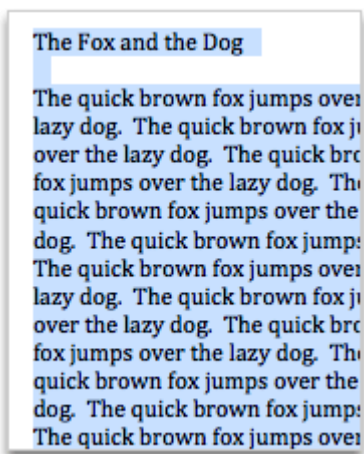 The Fox and the Dog
The quick brown fox jumps over
lazy dog.  The quick brown fox
over the lazy dog.  The quick
fox jumps over the lazy dog.
quick brown fox jumps over the
dog.  The quick brown fox jumps
The quick brown fox jumps over
lazy dog.  The quick brown fox
over the lazy dog.  The quick
fox jumps over the lazy dog.
quick brown fox jumps over the
dog.  The quick brown fox jumps
The quick brown fox jumps over